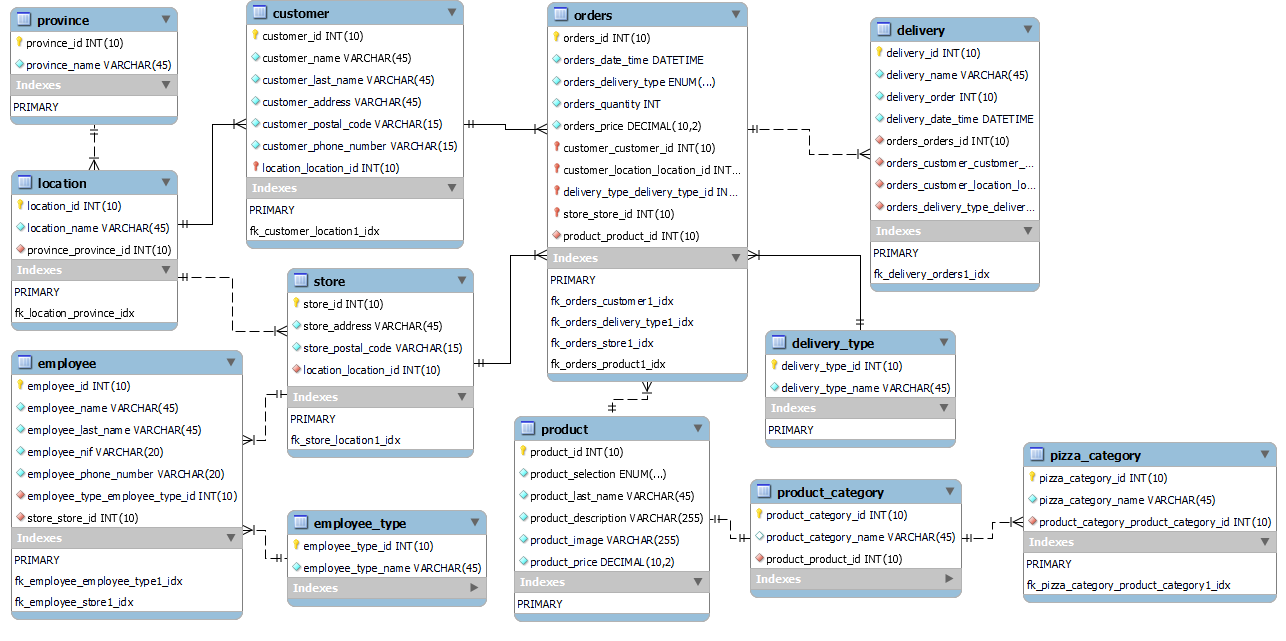 province
province_id INT(10)
province_name VARCHAR(45)
Indexes
PRIMARY
customer
customer_id INT(10)
customer_name VARCHAR(45)
customer_last_name VARCHAR(45)
customer_address VARCHAR(45)
customer_postal_code VARCHAR(15)
customer_phone_number VARCHAR(15)
location_location_id INT(10)
Indexes
PRIMARY
fk_customer_location1_idx
orders
orders_id INT(10)
orders_date_time DATETIME
orders_delivery_type ENUM(...)
orders_quantity INT
orders_price DECIMAL(10,2)
customer_customer_id INT(10)
customer_location_location_id INT...
delivery_type_delivery_type_id IN...
store_store_id INT(10)
product_product_id INT(10)
Indexes
PRIMARY
fk_orders_customer1_idx
fk_orders_delivery_type1_idx
fk_orders_store1_idx
fk_orders_product1_idx
delivery
delivery_id INT(10)
delivery_name VARCHAR(45)
delivery_order INT(10)
delivery_date_time DATETIME
orders_orders_id INT(10)
orders_customer_customer_...
orders_customer_location_lo...
orders_delivery_type_deliver...
Indexes
PRIMARY
fk_delivery_orders1_idx
location
location_id INT(10)
location_name VARCHAR(45)
province_province_id INT(10)
Indexes
PRIMARY
fk_location_province_idx
store
store_id INT(10)
store_address VARCHAR(45)
store_postal_code VARCHAR(15)
location_location_id INT(10)
Indexes
PRIMARY
fk_store_location1_idx
delivery_type
delivery_type_id INT(10)
delivery_type_name VARCHAR(45)
Indexes
PRIMARY
employee
employee_id INT(10)
employee_name VARCHAR(45)
employee_last_name VARCHAR(45)
employee_nif VARCHAR(20)
employee_phone_number VARCHAR(20)
employee_type_employee_type_id INT(10)
store_store_id INT(10)
Indexes
PRIMARY
fk_employee_employee_type1_idx
fk_employee_store1_idx
employee_type
employee_type_id INT(10)
employee_type_name VARCHAR(45)
Indexes
product
product_id INT(10)
product_selection ENUM(...)
product_last_name VARCHAR(45)
product_description VARCHAR(255)
product_image VARCHAR(255)
product_price DECIMAL(10,2)
Indexes
PRIMARY
product_category
product_category_id INT(10)
product_category_name VARCHAR(45)
product_product_id INT(10)
Indexes
pizza_category
pizza_category_id INT(10)
pizza_category_name VARCHAR(45)
product_category_product_category_id INT(10)
Indexes
PRIMARY
fk_pizza_category_product_category1_idx